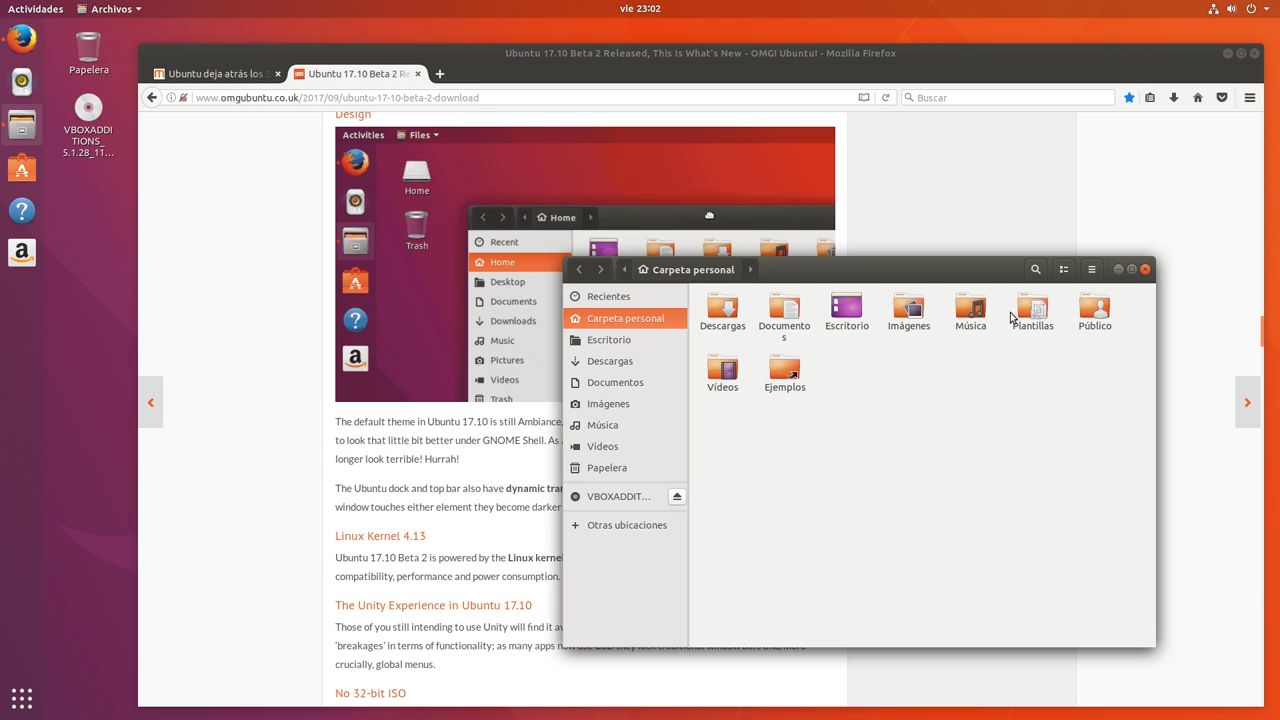 Actividades
Archivos
vie 23:02
Papelera
VBOXADDI
TIONS_
5.1.28_11...
Ubuntu 17.10 Beta 2 Released, This Is What's New - OMG! Ubuntu! - Mozilla Firefox
Ubuntu deja atrás los
Ubuntu 17.10 Beta 2 Re
www.omgubuntu.co.uk/2017/09/ubuntu-17-10-beta-2-download
Buscar
Design
Activities
Files
Home
Trash
Home
Recent
Home
Desktop
Documents
Downloads
Music
Pictures
Videos
Trash
The default theme in Ubuntu 17.10 is still Ambiance,
to look that little bit better under GNOME Shell. As
longer look terrible! Hurrah!
The Ubuntu dock and top bar also have dynamic
window touches either element they become darker
Linux Kernel 4.13
Ubuntu 17.10 Beta 2 is powered by the Linux kernel
compatibility, performance and power consumption.
The Unity Experience in Ubuntu 17.10
Those of you still intending to use Unity will find it
'breakages' in terms of functionality; as many apps
crucially, global menus.
No 32-bit ISO
Carpeta personal
Recientes
Carpeta personal
Escritorio
Descargas
Documentos
Imágenes
Música
Vídeos
Papelera
VBOXADDIT...
Otras ubicaciones
Descargas
Documento
s
Escritorio
Imágenes
Música
Plantillas
Público
Vídeos
Ejemplos